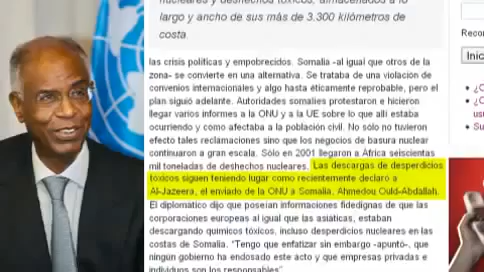 nucleares y deshechos tóxicos, almacenados a lo
largo y ancho de sus más de 3.300 kilómetros de
costa.
las crisis políticas y empobrecidos. Somalia -al igual que otros de la
zona- se convierte en una alternativa. Se trataba de una violación de
convenios internacionales y algo hasta éticamente reprobable, pero el
plan siguió adelante. Autoridades somalíes protestaron e hicieron
llegar varios informes a la ONU y a la UE sobre lo que allí estaba
ocurriendo y como afectaba a la población civil. No solo no tuvieron
efecto tales reclamaciones sino que los negocios de basura nuclear
continuaron a gran escala. Sólo en 2001 llegaron a África seiscientas
mil toneladas de deshechos nucleares. Las descargas de desperdicios
tóxicos siguen teniendo lugar como recientemente declaro a
Al-Jazeera, el enviado de la ONU a Somalia, Ahmedou Ould-Abdallah.
El diplomatico dijo que poseían informaciones fidedignas de que las
corporaciones europeas al igual que las asiáticas, estaban
descargando químicos tóxicos, incluso desperdicios nucleares en las
costas de Somalia. "Tengo que enfatizar sin embargo -apuntó-, que
ningún gobierno ha endosado este acto y que empresas privadas e
individuos son los responsables".
Recor
Inic
¿C
¿C
usu
Su